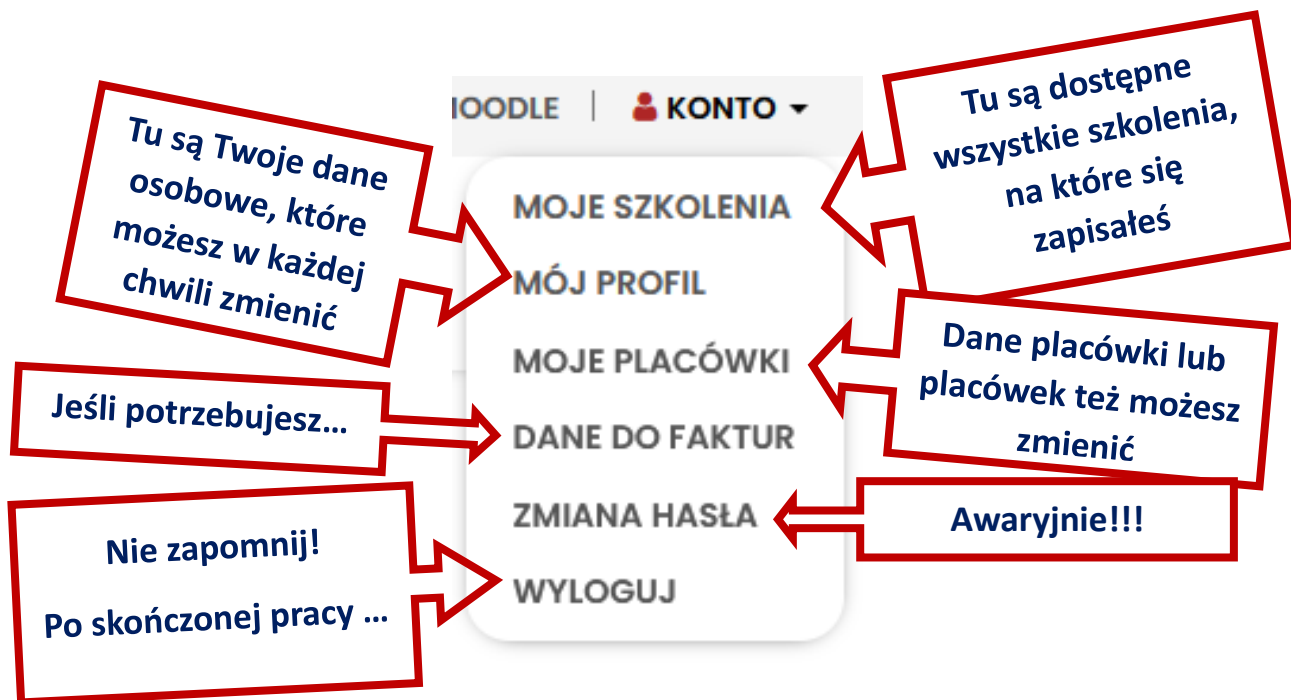 OODLE | KONTO
MOJE SZKOLENIA
MÓJ PROFIL
MOJE PLACÓWKI
DANE DO FAKTUR
ZMIANA HASŁA
WYLOGUJ
Tu są Twoje dane
osobowe, które
możesz w każdej
chwili zmienić
Tu są dostępne
wszystkie szkolenia,
na które się
zapisałeś
Dane placówki lub
placówek też możesz
zmienić
Jeśli potrzebujesz...
Awaryjnie!!!
Nie zapomnij!
Po skończonej pracy ...